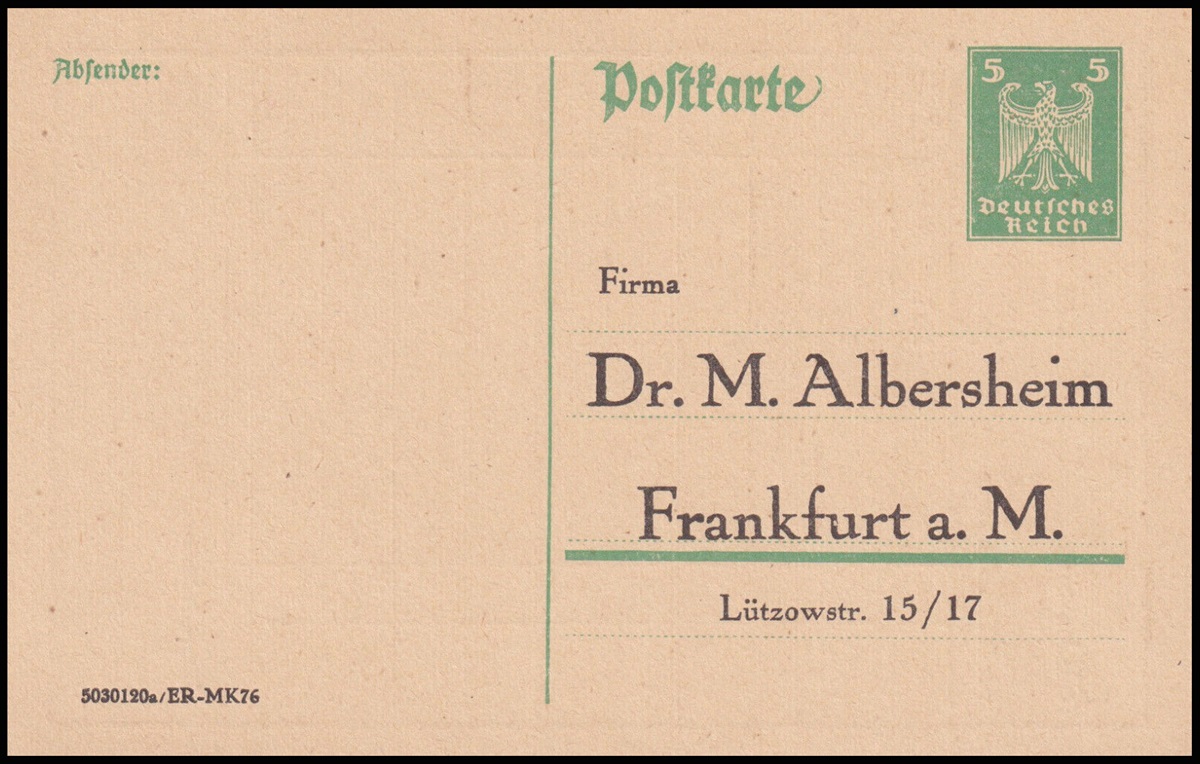 Absender:
Postkarte
5 5
Deutsches
Reich
Firma
Dr. M. Albersheim
Frankfurt a. M.
Lützowstr. 15/17
5030120a/ER-MK76